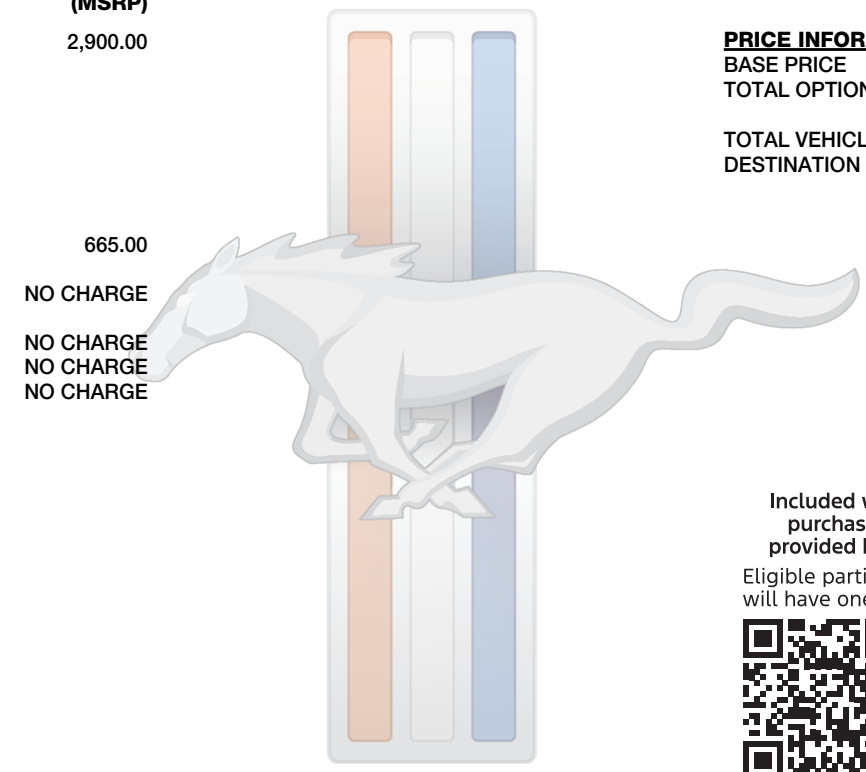 (MSRP)
2,900.00
665.00
NO CHARGE
NO CHARGE
NO CHARGE
NO CHARGE
PRICE INFOR
BASE PRICE
TOTAL OPTION
TOTAL VEHICL
DESTINATION
Included w
purchas
provided
Eligible parti
will have one